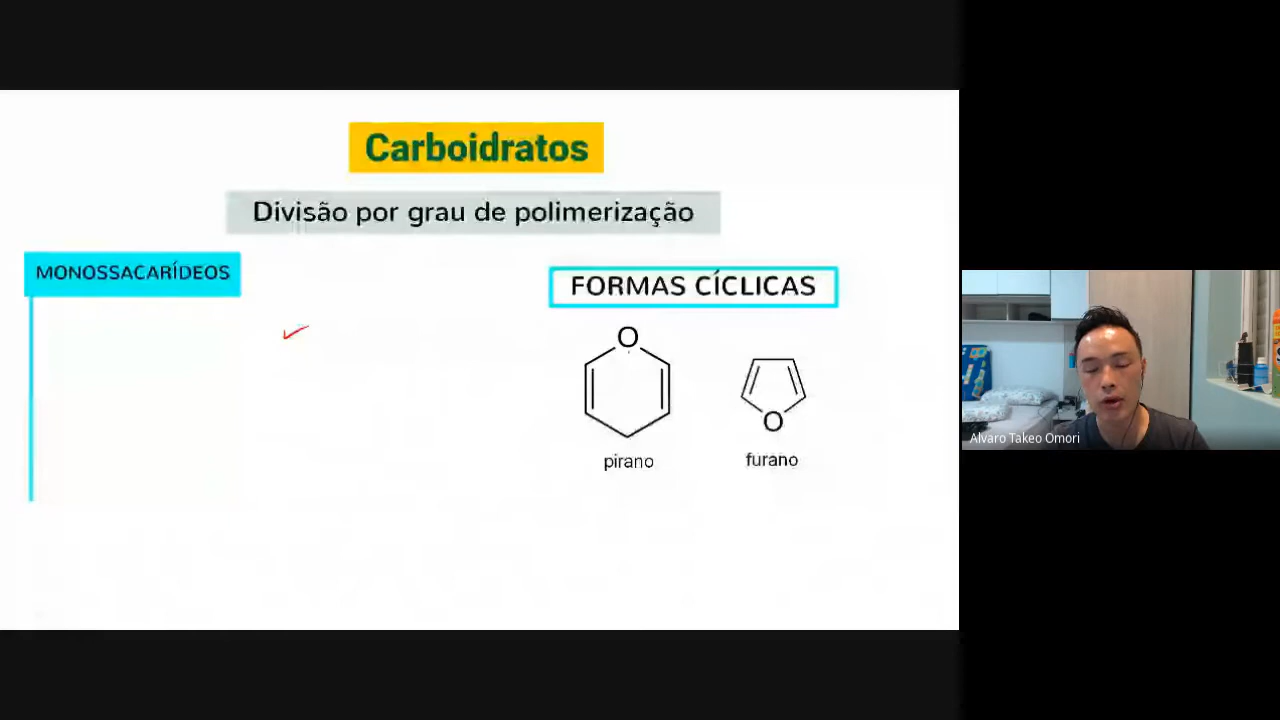 Carboidratos
Divisão por grau de polimerização
MONOSSACARÍDEOS
FORMAS CÍCLICAS
O
O
pirano
furano
Alvaro Takeo Omori